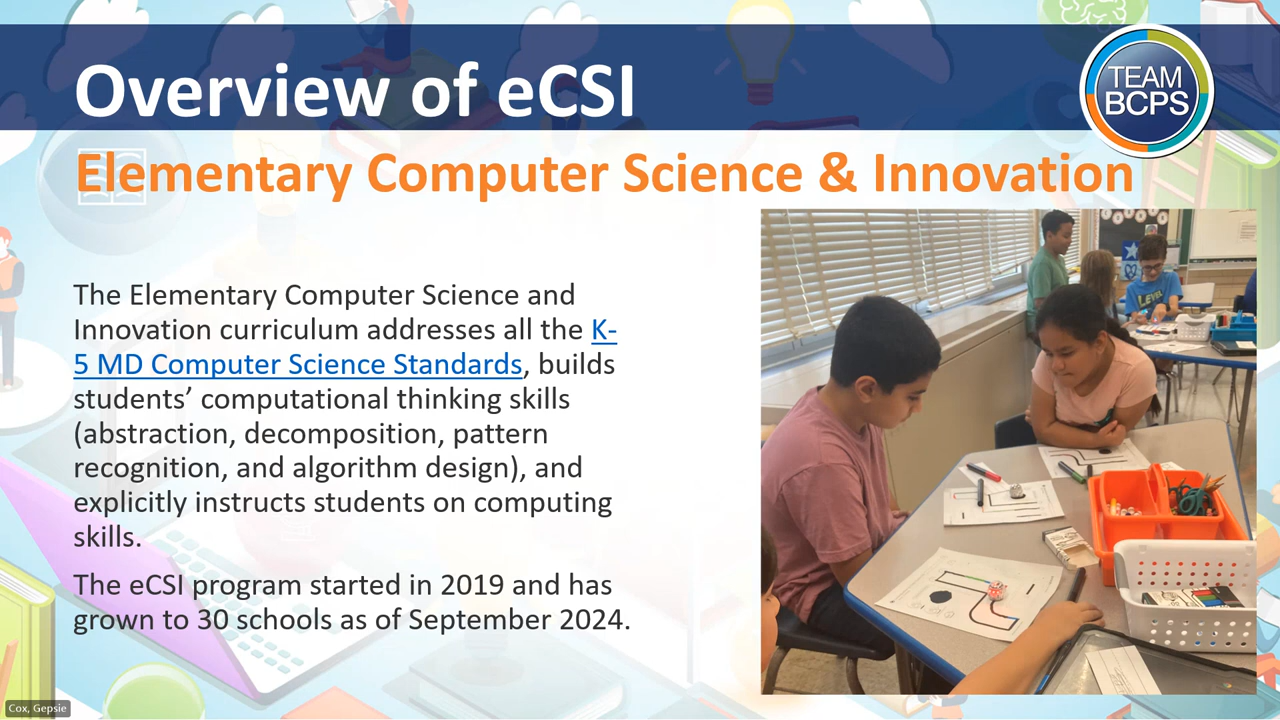 Overview of eCSI
TEAM
BCPS
Elementary Computer Science & Innovation
The Elementary Computer Science and
Innovation curriculum addresses all the K-
5 MD Computer Science Standards, builds
students’ computational thinking skills
(abstraction, decomposition, pattern
recognition, and algorithm design), and
explicitly instructs students on computing
skills.
The eCSI program started in 2019 and has
grown to 30 schools as of September 2024.
LEVEL
Cox, Gepsie